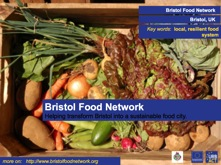 Bristol Food Network
Bristol, UK
Key words: local, resilient food
system
Bristol Food Network
Helping transform Bristol into a sustainable food city.
more on: http://www.bristolfoodnetwork.org